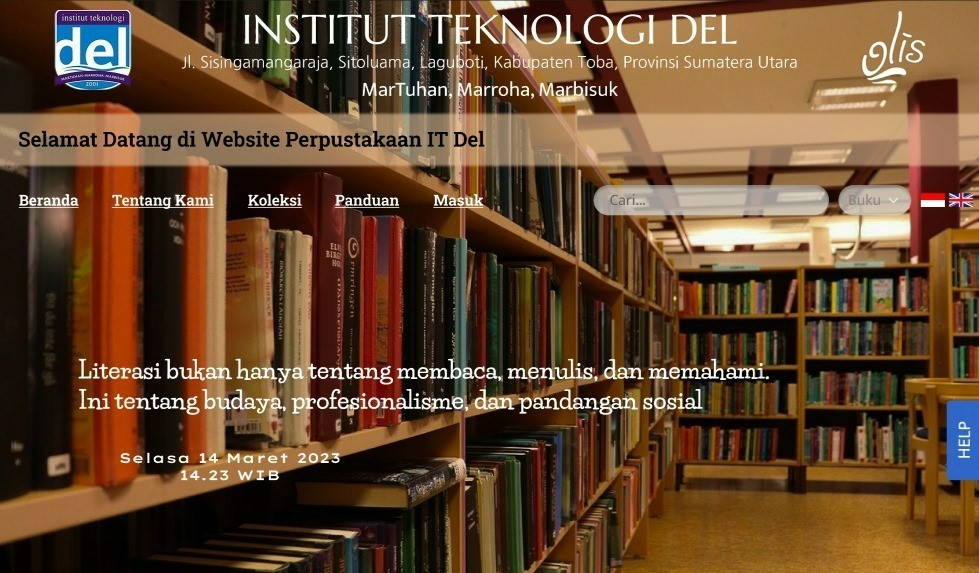 institut teknologi
del
MARTUHAN-MARROHA-MARBISUK
2001
INSTITUT TEKNOLOGI DEL
Jl. Sisingamangaraja, Sitoluama, Laguboti, Kabupaten Toba, Provinsi Sumatera Utara
MarTuhan, Marroha, Marbisuk
glis
Selamat Datang di Website Perpustakaan IT Del
Beranda Tentang Kami Koleksi Panduan Masuk Cari... Buku
Literasi bukan hanya tentang membaca, menulis, dan memahami.
Ini tentang budaya, profesionalisme, dan pandangan sosial
Selasa 14 Maret 2023
14.23 WIB
HELP